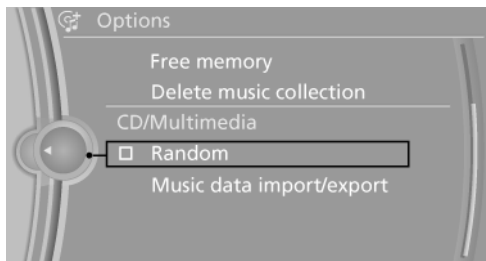 Options
Free memory
Delete music collection
CD/Multimedia
Random
Music data import/export